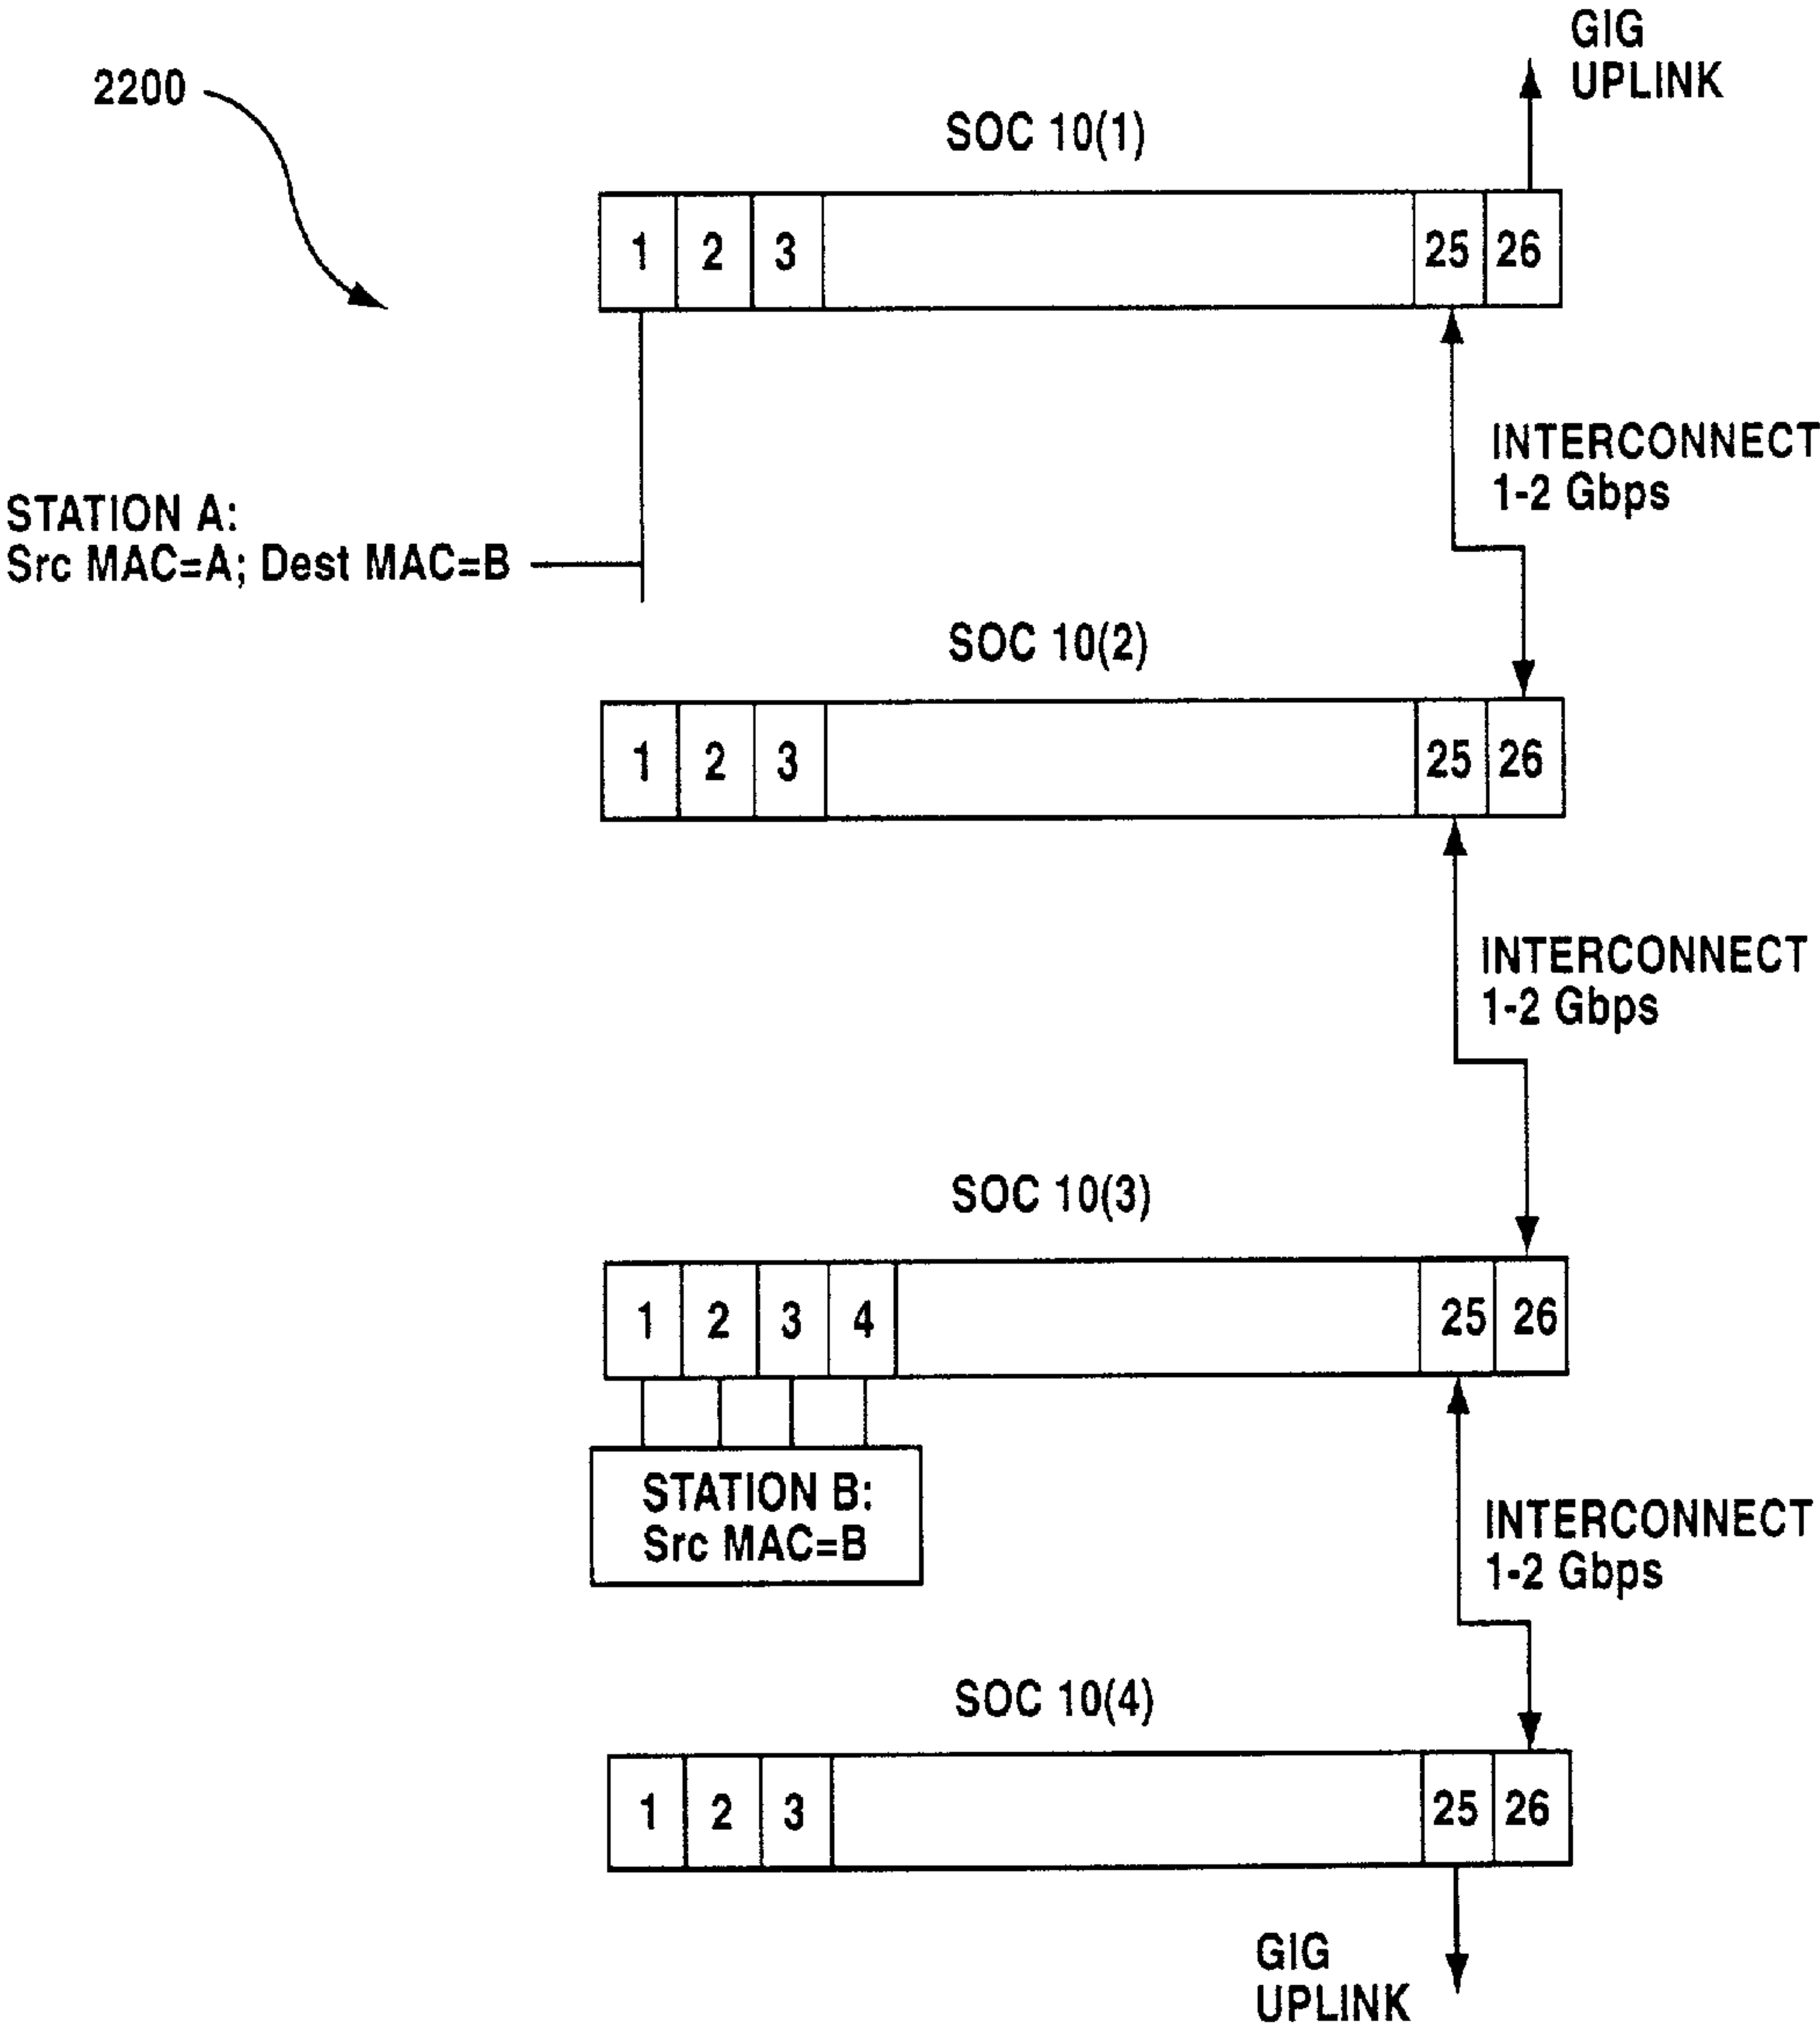 2200
GIG
UPLINK
SOC 10(1)
1 2 3 25 26
INTERCONNECT
1-2 Gbps
STATION A:
Src MAC=A; Dest MAC=B
SOC 10(2)
1 2 3 25 26
INTERCONNECT
1-2 Gbps
SOC 10(3)
1 2 3 4 25 26
STATION B:
Src MAC=B
INTERCONNECT
1-2 Gbps
SOC 10(4)
1 2 3 25 26
GIG
UPLINK